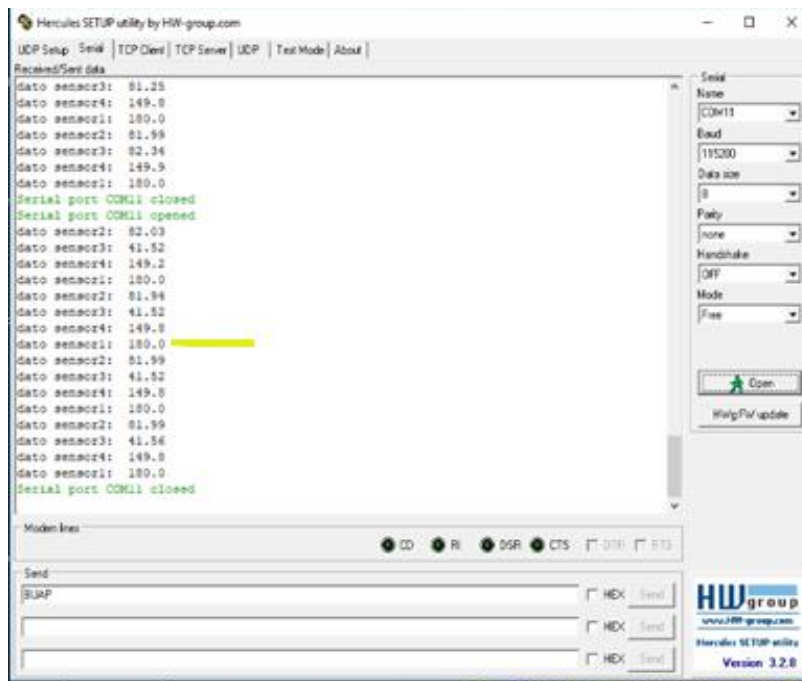 Hercules SETUP utility by HW-group.com
UDP Setup Serial TCP Client TCP Server UDP Test Mode About
Received/Sent data
dato sensor3: 81.25
dato sensor4: 149.8
dato sensor1: 180.0
dato sensor2: 81.99
dato sensor3: 82.34
dato sensor4: 149.9
dato sensor1: 180.0
Serial port COM11 closed
Serial port COM11 opened
dato sensor2: 82.03
dato sensor3: 41.52
dato sensor4: 149.2
dato sensor1: 180.0
dato sensor2: 81.94
dato sensor3: 41.52
dato sensor4: 149.8
dato sensor1: 180.0
dato sensor2: 81.99
dato sensor3: 41.52
dato sensor4: 149.8
dato sensor1: 180.0
dato sensor2: 81.99
dato sensor3: 41.56
dato sensor4: 149.8
dato sensor1: 180.0
Serial port COM11 closed
Serial
Name
COM11
Baud
115200
Data size
8
Parity
none
Handshake
OFF
Mode
Free
Open
HWg FW update
Modem lines
CD RI DSR CTS DTR RTS
Send
BUAP HEX Send
HEX Send
HEX Send
HWgroup
www.HW-group.com
Hercules SETUP utility
Version 3.2.8